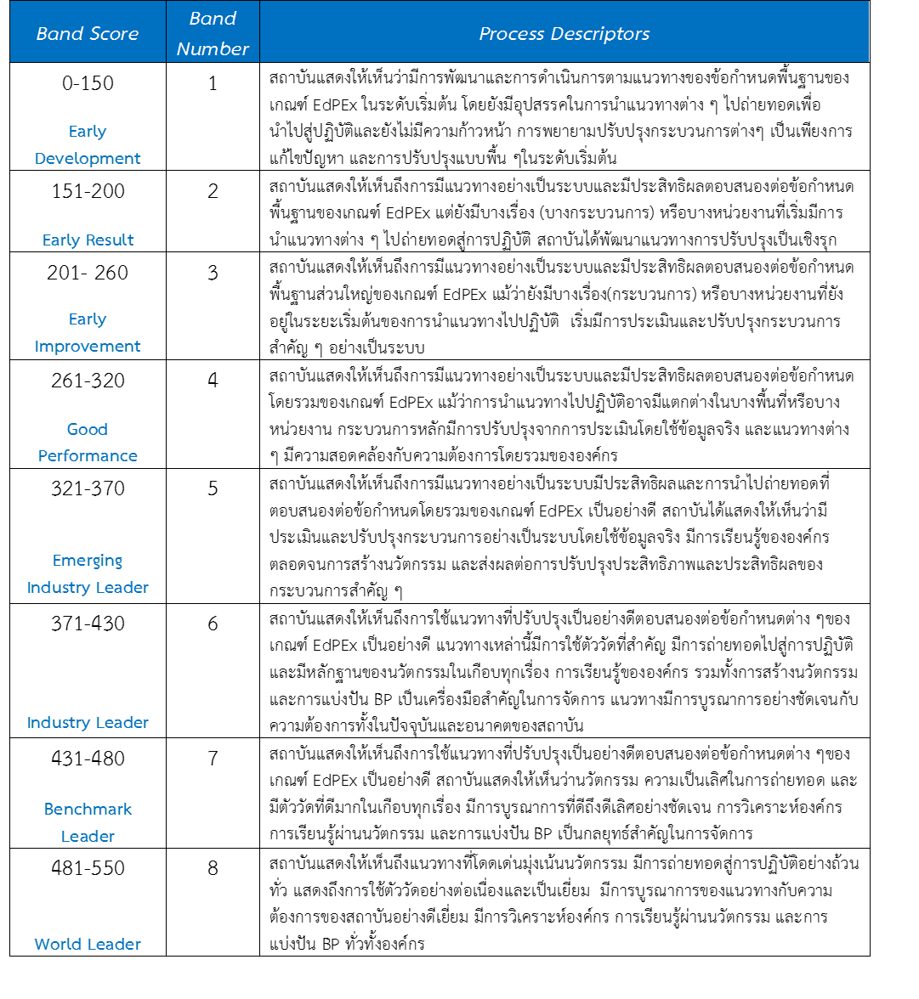 Band Score
Band
Number
Process Descriptors
0-150
Early
Development
1
สถาบันแสดงให้เห็นว่ามีการพัฒนาและการดำเนินการตามแนวทางของข้อกำหนดพื้นฐานของ
เกณฑ์ EdPEx ในระดับเริ่มต้น โดยยังมีอุปสรรคในการนำแนวทางต่าง ๆ ไปถ่ายทอดเพื่อ
นำไปสู่ปฏิบัติและยังไม่มีความก้าวหน้า การพยายามปรับปรุงกระบวนการต่างๆ เป็นเพียงการ
แก้ไขปัญหา และการปรับปรุงแบบพื้น ๆในระดับเริ่มต้น
151-200
Early Result
2
สถาบันแสดงให้เห็นถึงการมีแนวทางอย่างเป็นระบบและมีประสิทธิผลตอบสนองต่อข้อกำหนด
พื้นฐานของเกณฑ์ EdPEx แต่ยังมีบางเรื่อง (บางกระบวนการ) หรือบางหน่วยงานที่เริ่มมีการ
นำแนวทางต่าง ๆ ไปถ่ายทอดสู่การปฏิบัติ สถาบันได้พัฒนาแนวทางการปรับปรุงเป็นเชิงรุก
201- 260
Early
Improvement
3
สถาบันแสดงให้เห็นถึงการมีแนวทางอย่างเป็นระบบและมีประสิทธิผลตอบสนองต่อข้อกำหนด
พื้นฐานส่วนใหญ่ของเกณฑ์ EdPEx แม้ว่ายังมีบางเรื่อง(กระบวนการ) หรือบางหน่วยงานที่ยัง
อยู่ในระยะเริ่มต้นของการนำแนวทางไปปฏิบัติ  เริ่มมีการประเมินและปรับปรุงกระบวนการ
สำคัญ ๆ อย่างเป็นระบบ
261-320
Good
Performance
4
สถาบันแสดงให้เห็นถึงการมีแนวทางอย่างเป็นระบบและมีประสิทธิผลตอบสนองต่อข้อกำหนด
โดยรวมของเกณฑ์ EdPEx แม้ว่าการนำแนวทางไปปฏิบัติอาจมีแตกต่างในบางพื้นที่หรือบาง
หน่วยงาน กระบวนการหลักมีการปรับปรุงจากการประเมินโดยใช้ข้อมูลจริง และแนวทางต่าง
ๆ มีความสอดคล้องกับความต้องการโดยรวมขององค์กร
321-370
Emerging
Industry Leader
5
สถาบันแสดงให้เห็นถึงการมีแนวทางอย่างเป็นระบบมีประสิทธิผลและการนำไปถ่ายทอดที่
ตอบสนองต่อข้อกำหนดโดยรวมของเกณฑ์ EdPEx เป็นอย่างดี สถาบันได้แสดงให้เห็นว่ามี
ประเมินและปรับปรุงกระบวนการอย่างเป็นระบบโดยใช้ข้อมูลจริง มีการเรียนรู้ขององค์กร
ตลอดจนการสร้างนวัตกรรม และส่งผลต่อการปรับปรุงประสิทธิภาพและประสิทธิผลของ
กระบวนการสำคัญ ๆ
371-430
Industry Leader
6
สถาบันแสดงให้เห็นถึงการใช้แนวทางที่ปรับปรุงเป็นอย่างดีตอบสนองต่อข้อกำหนดต่าง ๆของ
เกณฑ์ EdPEx เป็นอย่างดี แนวทางเหล่านี้มีการใช้ตัววัดที่สำคัญ มีการถ่ายทอดไปสู่การปฏิบัติ
และมีหลักฐานของนวัตกรรมในเกือบทุกเรื่อง การเรียนรู้ขององค์กร รวมทั้งการสร้างนวัตกรรม
และการแบ่งปัน BP เป็นเครื่องมือสำคัญในการจัดการ แนวทางมีการบูรณาการอย่างชัดเจนกับ
ความต้องการทั้งในปัจจุบันและอนาคตของสถาบัน
431-480
Benchmark
Leader
7
สถาบันแสดงให้เห็นถึงการใช้แนวทางที่ปรับปรุงเป็นอย่างดีตอบสนองต่อข้อกำหนดต่าง ๆของ
เกณฑ์ EdPEx เป็นอย่างดี สถาบันแสดงให้เห็นว่านวัตกรรม ความเป็นเลิศในการถ่ายทอด และ
มีตัววัดที่ดีมากในเกือบทุกเรื่อง มีการบูรณาการที่ดีถึงดีเลิศอย่างชัดเจน การวิเคราะห์องค์กร
การเรียนรู้ผ่านนวัตกรรม และการแบ่งปัน BP เป็นกลยุทธ์สำคัญในการจัดการ
481-550
World Leader
8
สถาบันแสดงให้เห็นถึงแนวทางที่โดดเด่นมุ่งเน้นนวัตกรรม มีการถ่ายทอดสู่การปฏิบัติอย่างถ้วน
ทั่ว แสดงถึงการใช้ตัววัดอย่างต่อเนื่องและเป็นเยี่ยม  มีการบูรณาการของแนวทางกับความ
ต้องการของสถาบันอย่างดีเยี่ยม มีการวิเคราะห์องค์กร การเรียนรู้ผ่านนวัตกรรม และการ
แบ่งปัน BP ทั่วทั้งองค์กร